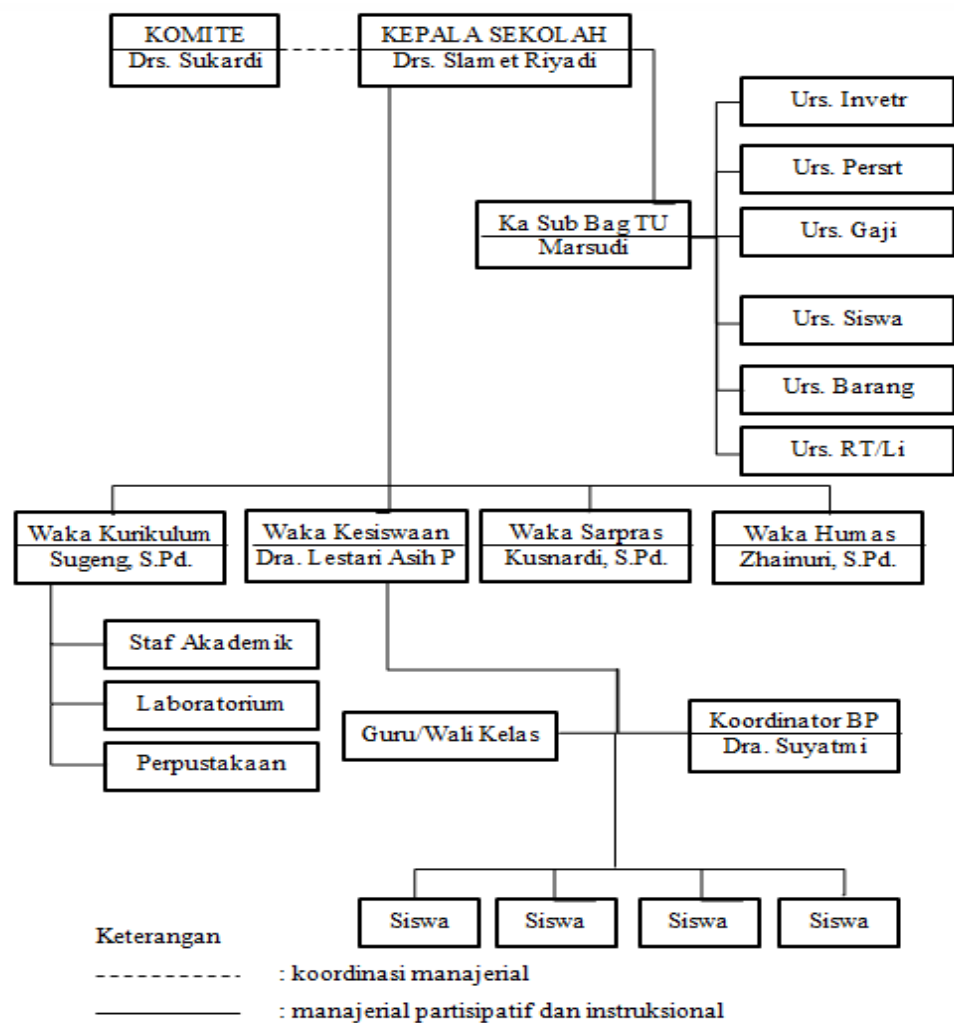 KOMITE
Drs. Sukardi
KEPALA SEKOLAH
Drs. Slamet Riyadi
Urs. Invetr
Urs. Persrt
Ka Sub Bag TU
Marsudi
Urs. Gaji
Urs. Siswa
Urs. Barang
Urs. RT/Li
Waka Kurikulum
Sugeng, S.Pd.
Waka Kesiswaan
Dra. Lestari Asih P
Waka Sarpras
Kusnardi, S.Pd.
Waka Humas
Zhainuri, S.Pd.
Staf Akademik
Laboratorium
Perpustakaan
Guru/Wali Kelas
Koordinator BP
Dra. Suyatmi
Siswa
Siswa
Siswa
Siswa
Keterangan
: koordinasi manajerial
: manajerial partisipatif dan instruksional